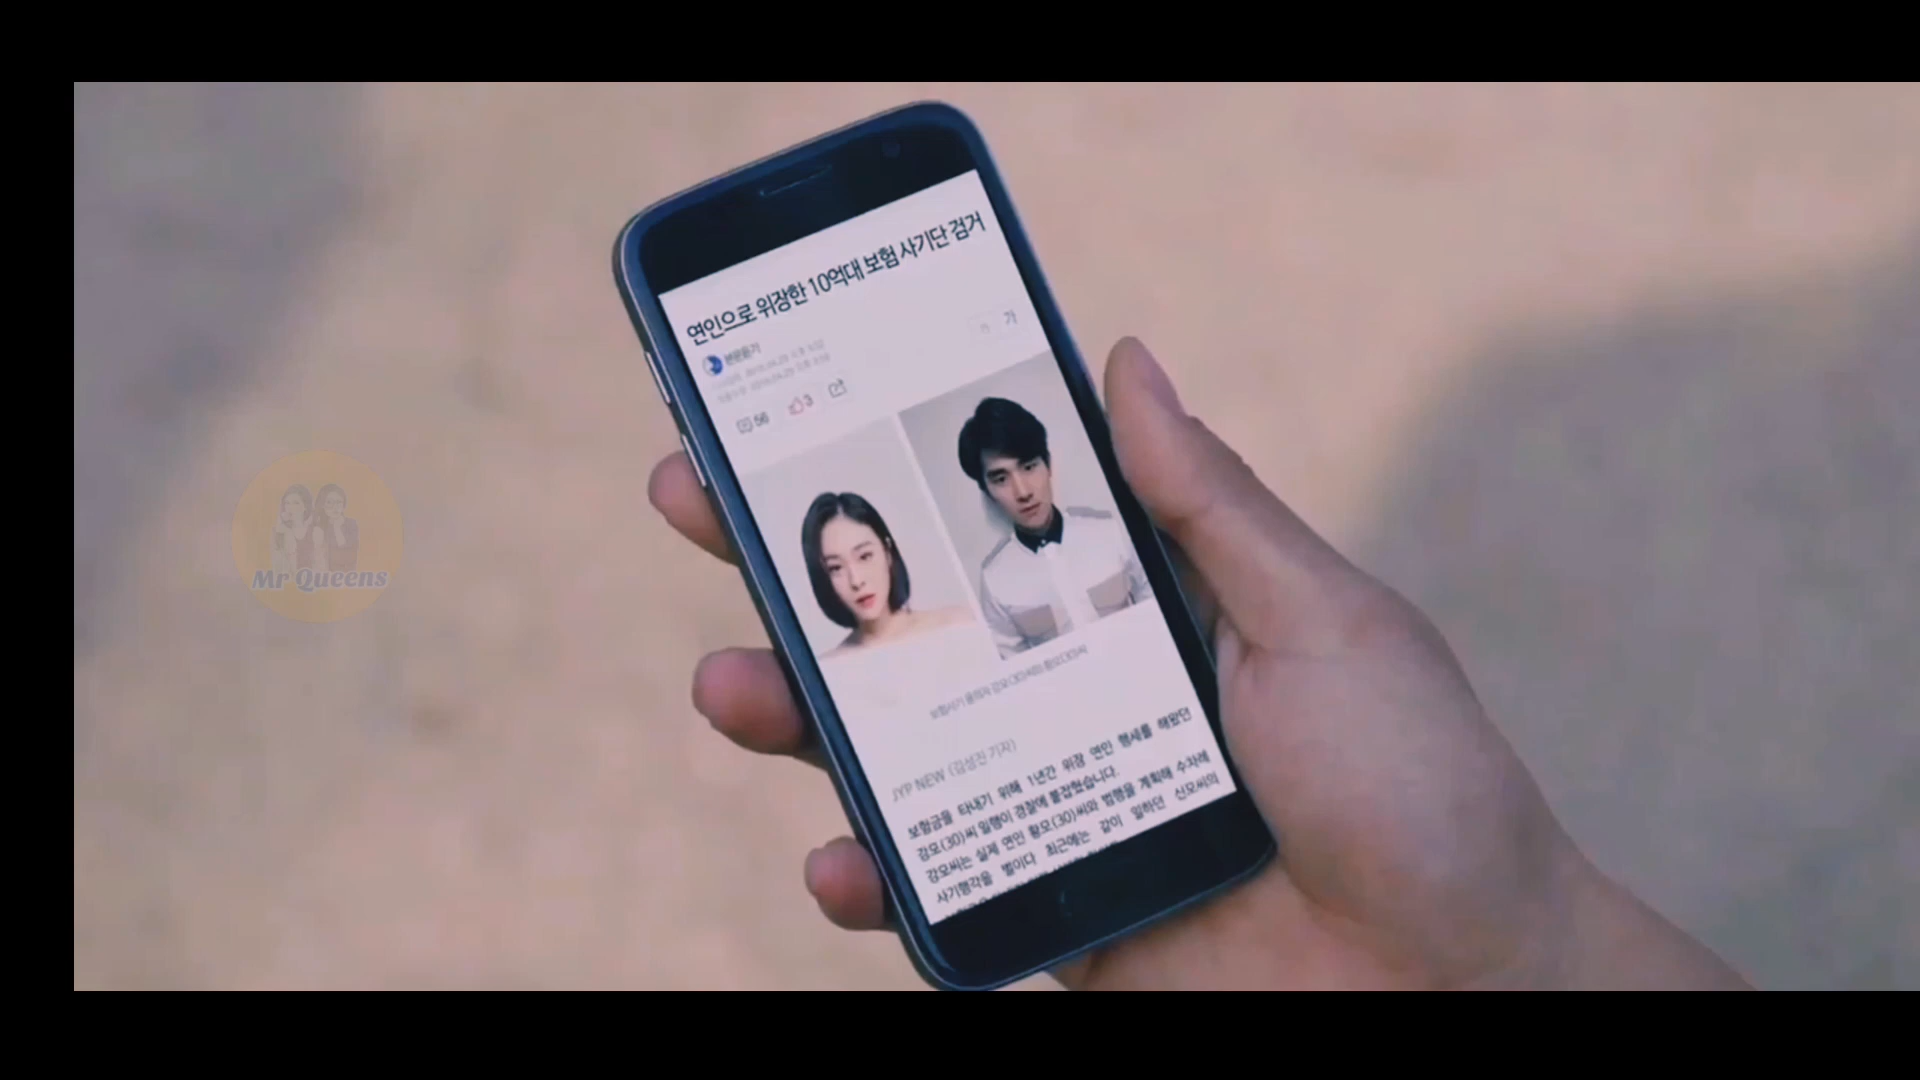 연인으로 위장한 10억대 보험 사기단 검거
본문듣기
가 가
56 3
JYP NEW (김성진 기자)
보험금을 타내기 위해 1년간 위장 연인 행세를 해왔던
강모(30)씨 일행이 경찰에 붙잡혔습니다.
강모씨는 실제 연인 황모(30)씨와 범행을 계획해 수차례
사기행각을 벌이다 최근에는 같이 일하던 신모씨의
Mr Queens